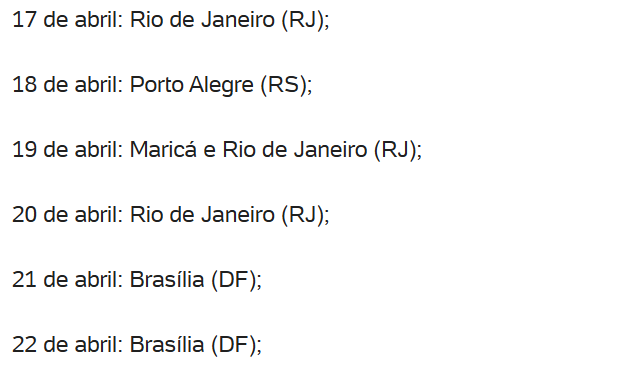 17 de abril: Rio de Janeiro (RJ);
18 de abril: Porto Alegre (RS);
19 de abril: Maricá e Rio de Janeiro (RJ);
20 de abril: Rio de Janeiro (RJ);
21 de abril: Brasília (DF);
22 de abril: Brasília (DF);